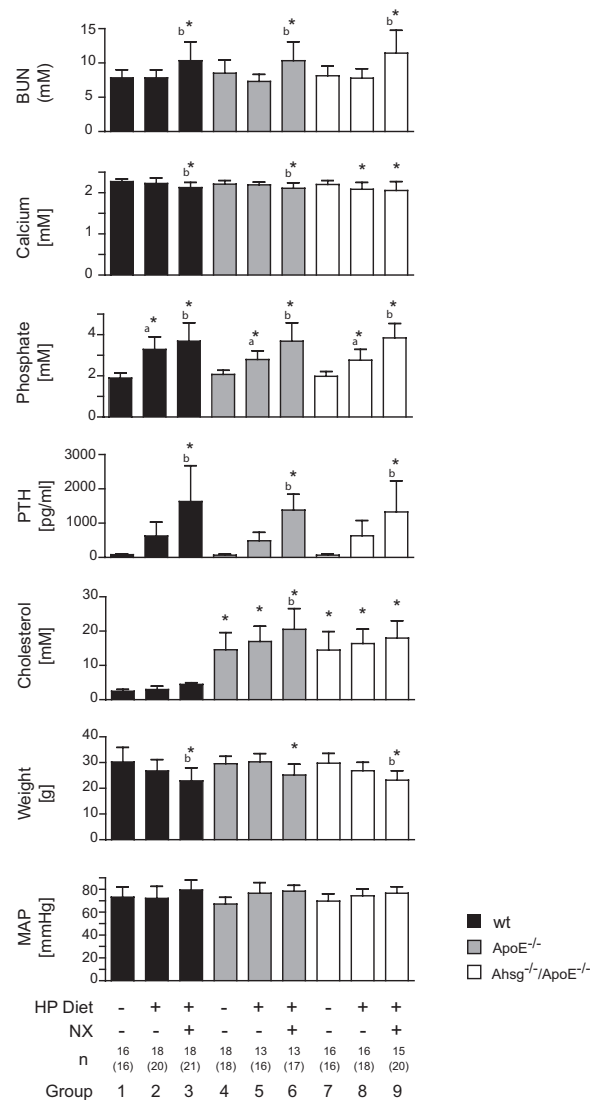 BUN
(mM)
15
10
5
0
b * b * b *
Calcium
[mM]
2
1
0
b * b * * *
Phosphate
[mM]
4
2
0
a * b * a * b * a * b *
PTH
[pg/ml]
3000
2000
1000
0
b * b * b *
Cholesterol
[mM]
30
20
10
0
* * b * * * *
Weight
[g]
40
30
20
10
0
b * * b *
MAP
[mmHg]
80
60
40
20
0
wt
ApoE-/-
Ahsg-/-/ApoE-/-
HP Diet - + + - + + - + +
NX - - + - - + - - +
n 16 18 18 18 13 13 16 16 15
(16) (20) (21) (18) (16) (17) (16) (18) (20)
Group 1 2 3 4 5 6 7 8 9